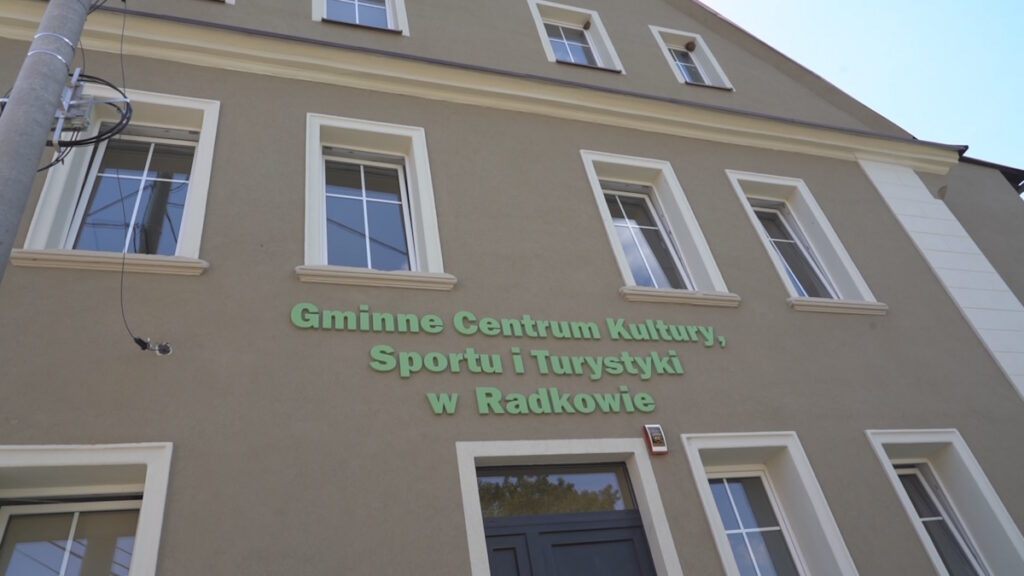 Gminne Centrum Kultury,
Sportu i Turystyki
w Radkowie